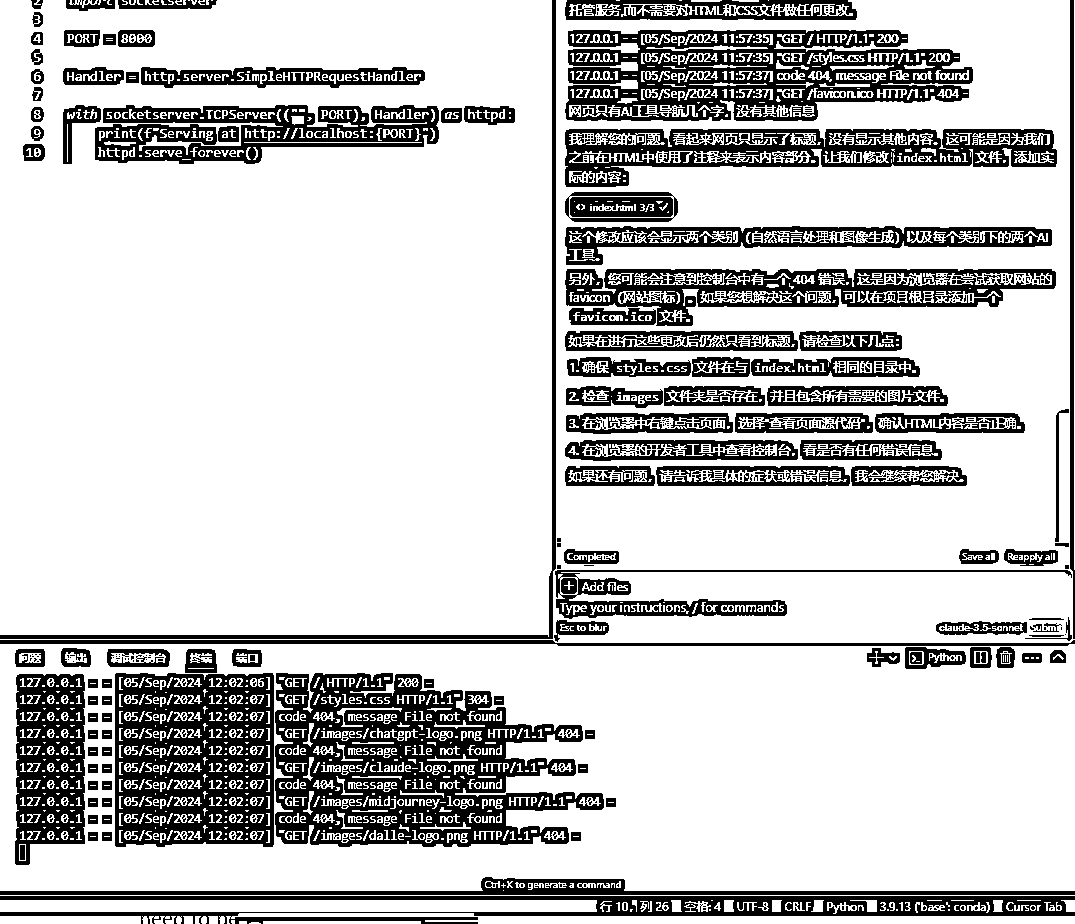 2 import socketserver
3
4 PORT = 8000
5
6 Handler = http.server.SimpleHTTPRequestHandler
7
8 with socketserver.TCPServer(("", PORT), Handler) as httpd:
9 print(f"Serving at http://localhost:{PORT}")
10 httpd.serve_forever()
托管服务,而不需要对HTML和CSS文件做任何更改。
127.0.0.1 - - [05/Sep/2024 11:57:35] "GET / HTTP/1.1" 200 -
127.0.0.1 - - [05/Sep/2024 11:57:35] "GET /styles.css HTTP/1.1" 200 -
127.0.0.1 - - [05/Sep/2024 11:57:37] code 404, message File not found
127.0.0.1 - - [05/Sep/2024 11:57:37] "GET /favicon.ico HTTP/1.1" 404 -
网页只有AI工具导航几个字，没有其他信息
我理解您的问题。看起来网页只显示了标题，没有显示其他内容。这可能是因为我们
之前在HTML中使用了注释来表示内容部分。让我们修改 index.html 文件，添加实
际的内容：
<> index.html 3/3 ✓
这个修改应该会显示两个类别（自然语言处理和图像生成）以及每个类别下的两个AI
工具。
另外，您可能会注意到控制台中有一个 404 错误，这是因为浏览器在尝试获取网站的
favicon（网站图标）。如果您想解决这个问题，可以在项目根目录添加一个
favicon.ico 文件。
如果在进行这些更改后仍然只看到标题，请检查以下几点：
1. 确保 styles.css 文件在与 index.html 相同的目录中。
2. 检查 images 文件夹是否存在，并且包含所有需要的图片文件。
3. 在浏览器中右键点击页面，选择"查看页面源代码"，确认HTML内容是否正确。
4. 在浏览器的开发者工具中查看控制台，看是否有任何错误信息。
如果还有问题，请告诉我具体的症状或错误信息，我会继续帮您解决。
Completed Save all Reapply all
+ Add files
Type your instructions, / for commands
Esc to blur claude-3.5-sonnet Submit
问题 输出 调试控制台 终端 端口 Python
127.0.0.1 - - [05/Sep/2024 12:02:06] "GET / HTTP/1.1" 200 -
127.0.0.1 - - [05/Sep/2024 12:02:07] "GET /styles.css HTTP/1.1" 304 -
127.0.0.1 - - [05/Sep/2024 12:02:07] code 404, message File not found
127.0.0.1 - - [05/Sep/2024 12:02:07] "GET /images/chatgpt-logo.png HTTP/1.1" 404 -
127.0.0.1 - - [05/Sep/2024 12:02:07] code 404, message File not found
127.0.0.1 - - [05/Sep/2024 12:02:07] "GET /images/claude-logo.png HTTP/1.1" 404 -
127.0.0.1 - - [05/Sep/2024 12:02:07] code 404, message File not found
127.0.0.1 - - [05/Sep/2024 12:02:07] "GET /images/midjourney-logo.png HTTP/1.1" 404 -
127.0.0.1 - - [05/Sep/2024 12:02:07] code 404, message File not found
127.0.0.1 - - [05/Sep/2024 12:02:07] "GET /images/dalle-logo.png HTTP/1.1" 404 -
Ctrl+K to generate a command
行 10，列 26 空格: 4 UTF-8 CRLF Python 3.9.13 ('base': conda) Cursor Tab
need to be